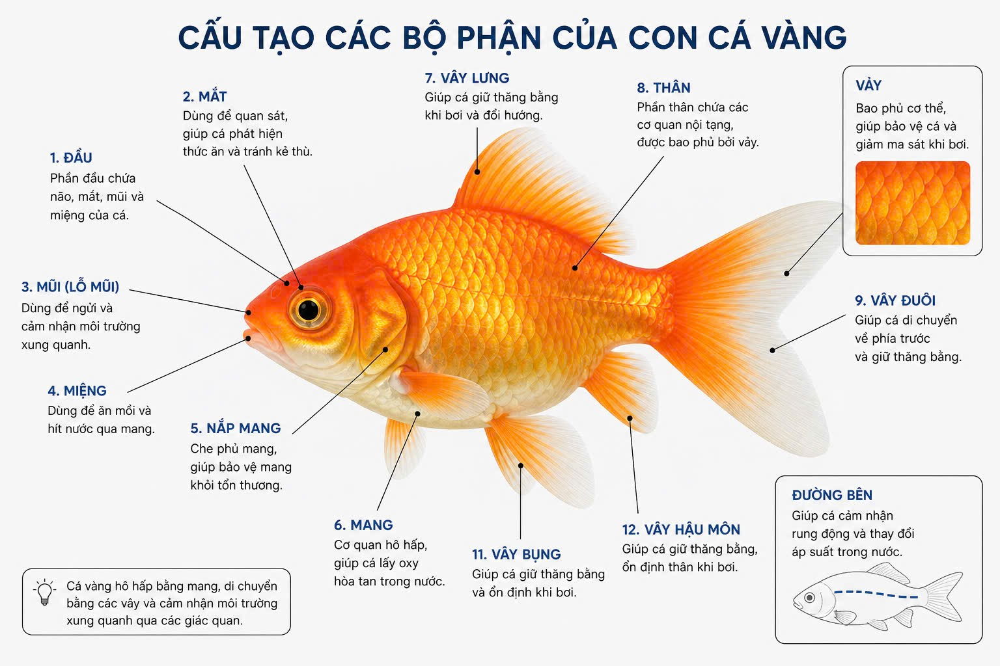 CẤU TẠO CÁC BỘ PHẬN CỦA CON CÁ VÀNG
1. ĐẦU
Phần đầu chứa
não, mắt, mũi và
miệng của cá.
2. MẮT
Dùng để quan sát,
giúp cá phát hiện
thức ăn và tránh kẻ thù.
3. MŨI (LỖ MŨI)
Dùng để ngửi và
cảm nhận môi trường
xung quanh.
4. MIỆNG
Dùng để ăn mồi và
hít nước qua mang.
5. NẮP MANG
Che phủ mang,
giúp bảo vệ mang
khỏi tổn thương.
6. MANG
Cơ quan hô hấp,
giúp cá lấy oxy
hòa tan trong nước.
7. VÂY LƯNG
Giúp cá giữ thăng bằng
khi bơi và đổi hướng.
8. THÂN
Phần thân chứa các
cơ quan nội tạng,
được bao phủ bởi vảy.
VẢY
Bao phủ cơ thể,
giúp bảo vệ cá và
giảm ma sát khi bơi.
9. VÂY ĐUÔI
Giúp cá di chuyển
về phía trước
và giữ thăng bằng.
11. VÂY BỤNG
Giúp cá giữ thăng bằng
và ổn định khi bơi.
12. VÂY HẬU MÔN
Giúp cá giữ thăng bằng,
ổn định thân khi bơi.
ĐƯỜNG BÊN
Giúp cá cảm nhận
rung động và thay đổi
áp suất trong nước.
Cá vàng hô hấp bằng mang, di chuyển
bằng các vây và cảm nhận môi trường
xung quanh qua các giác quan.